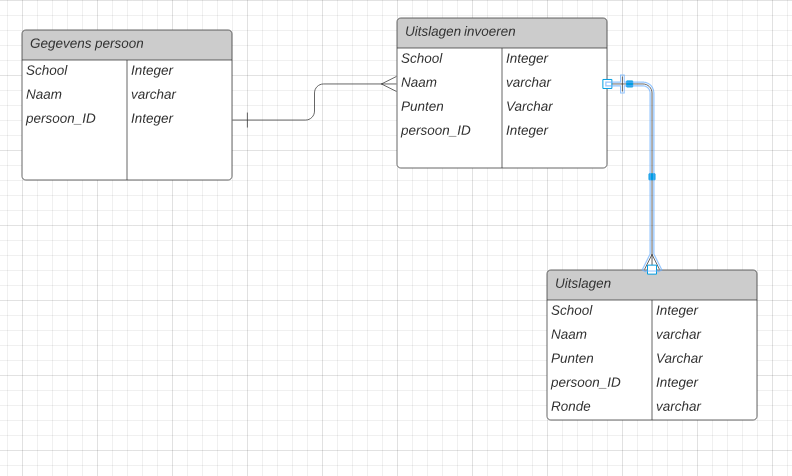 Gegevens persoon
School Integer
Naam varchar
persoon_ID Integer
Uitslagen invoeren
School Integer
Naam varchar
Punten Varchar
persoon_ID Integer
Uitslagen
School Integer
Naam varchar
Punten Varchar
persoon_ID Integer
Ronde varchar